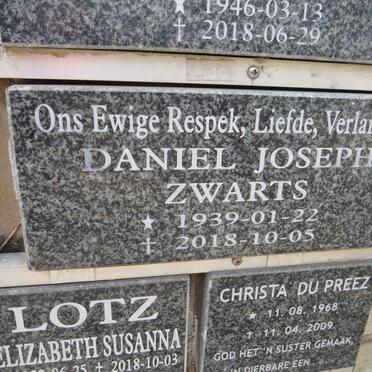 ★ 1946-03-13
† 2018-06-29
Ons Ewige Respek, Liefde,
DANIEL JOSEPH
ZWARTS
★ 1939-01-22
† 2018-10-05
LOTZ
ELIZABETH SUSANNA
† 2018-10-03
CHRISTA DU PREEZ
★ 11. 08. 1968
† 11. 04. 2009
GOD HET 'N SUSTER GEMAAK,
'N DIERBARE EEN